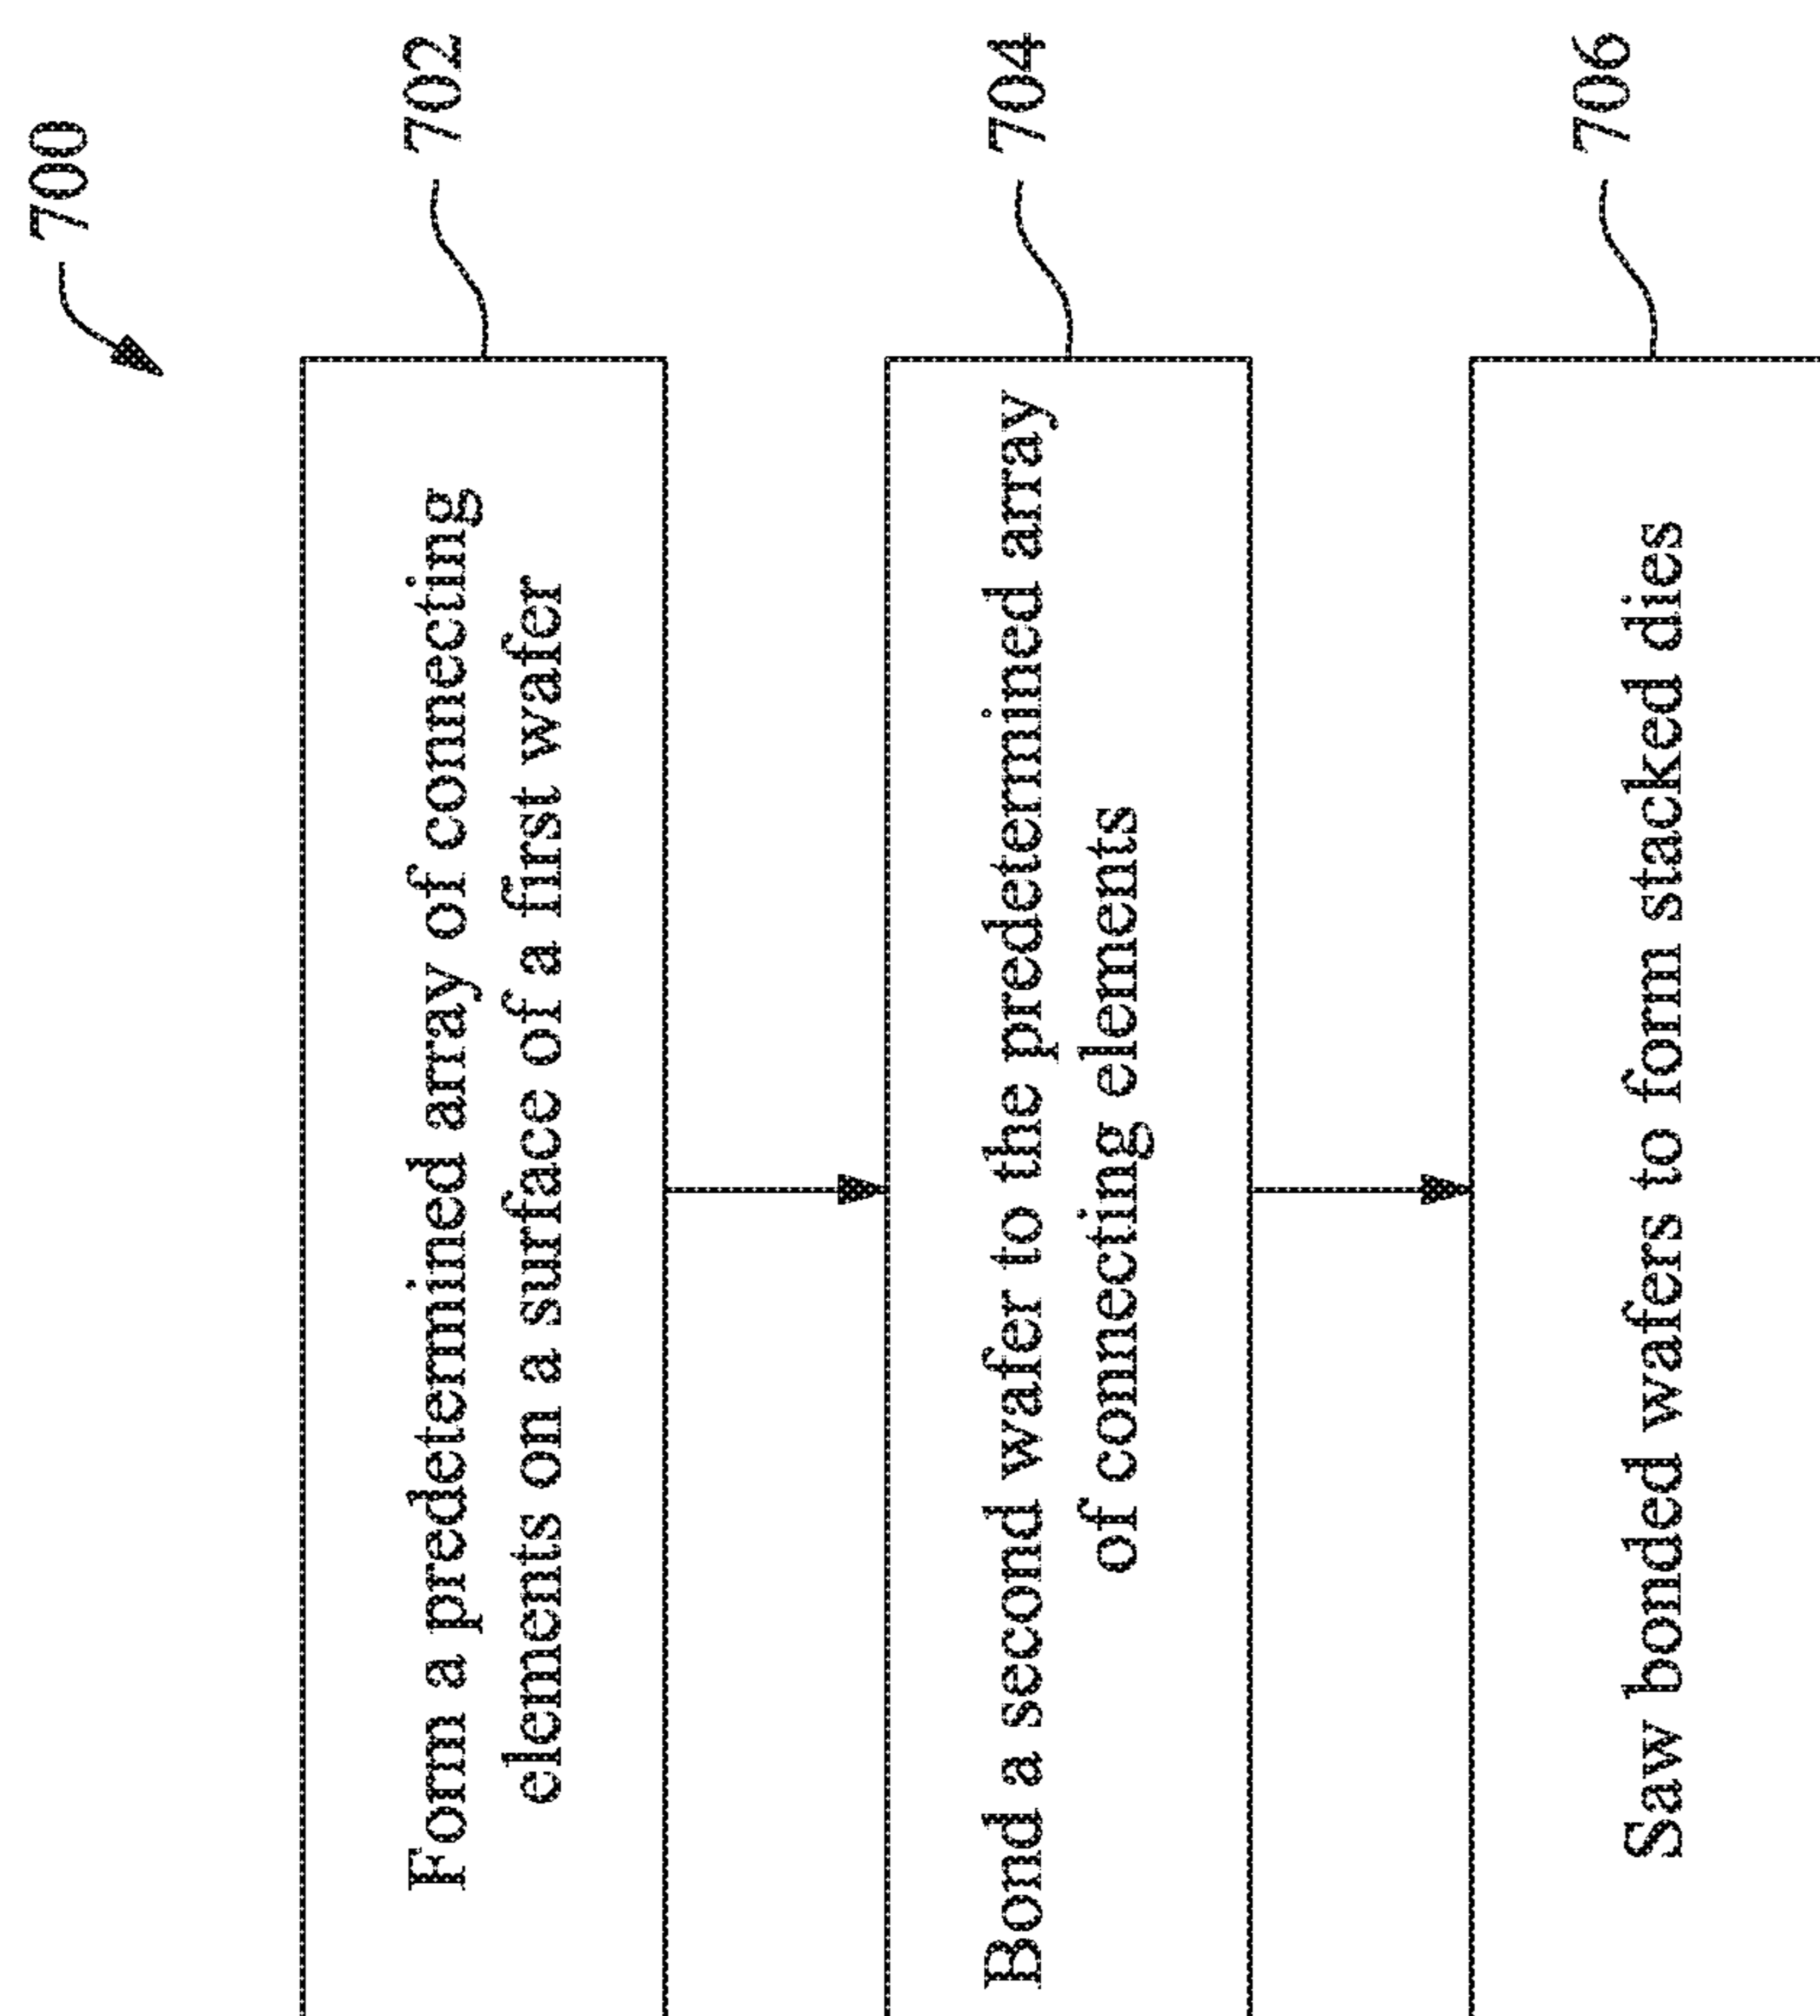 700
Form a predetermined array of connecting
elements on a surface of a first wafer
702
Bond a second wafer to the predetermined array
of connecting elements
704
Saw bonded wafers to form stacked dies
706